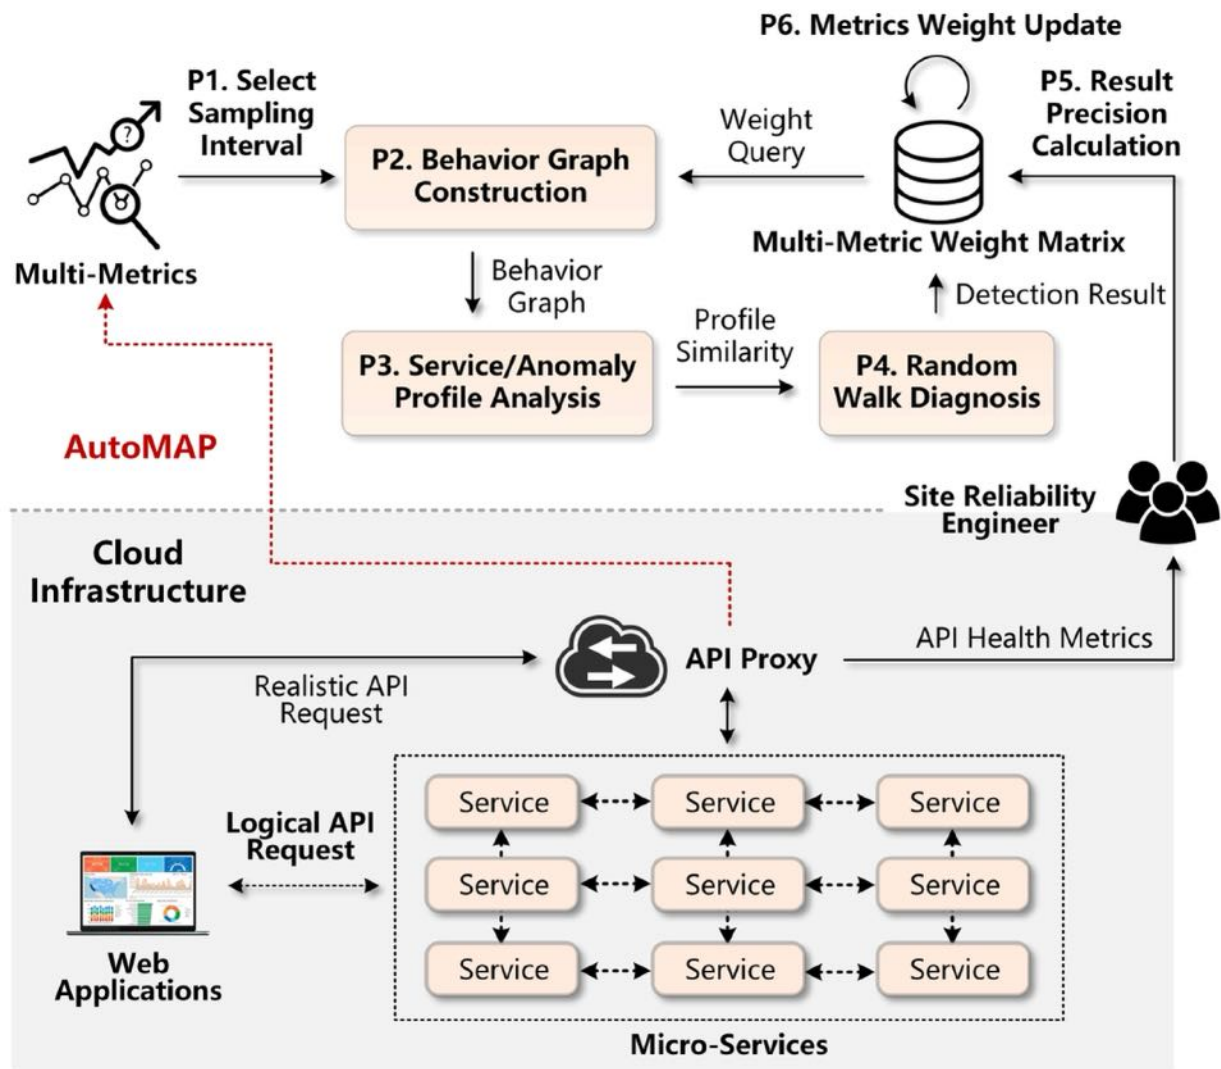 P6. Metrics Weight Update
P1. Select
Sampling
Interval
P5. Result
Precision
Calculation
Weight
Query
?
P2. Behavior Graph
Construction
Multi-Metrics
Multi-Metric Weight Matrix
Behavior
Graph
Detection Result
Profile
Similarity
P3. Service/Anomaly
Profile Analysis
P4. Random
Walk Diagnosis
AutoMAP
Site Reliability
Engineer
Cloud
Infrastructure
API Proxy
API Health Metrics
Realistic API
Request
Logical API
Request
Service
Service
Service
Service
Service
Service
Service
Service
Service
Web
Applications
Micro-Services